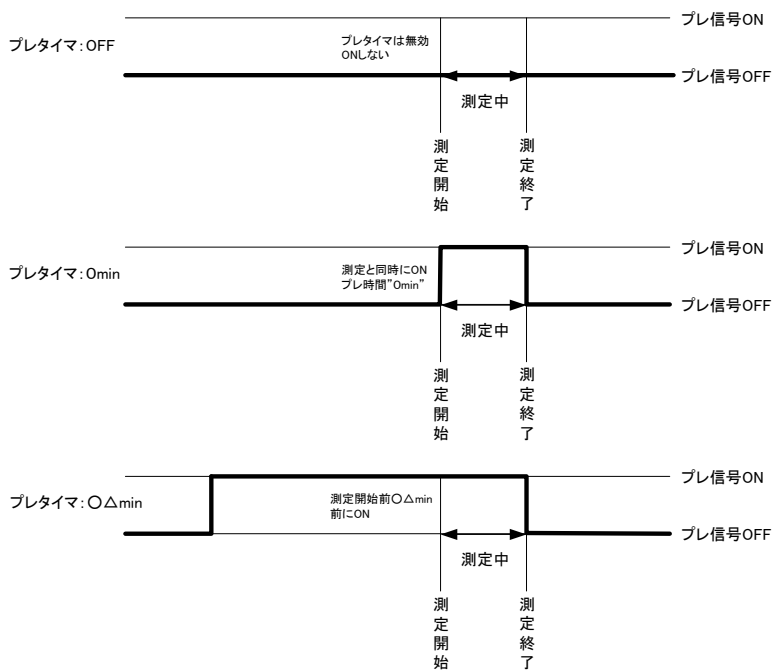 プレ信号ON
プレタイマ：OFF
プレタイマは無効
ONしない
プレ信号OFF
測定中
測定開始
測定終了
プレ信号ON
プレタイマ：0min
測定と同時にON
プレ時間”0min”
プレ信号OFF
測定中
測定開始
測定終了
プレ信号ON
プレタイマ：○△min
測定開始前○△min
前にON
プレ信号OFF
測定中
測定開始
測定終了